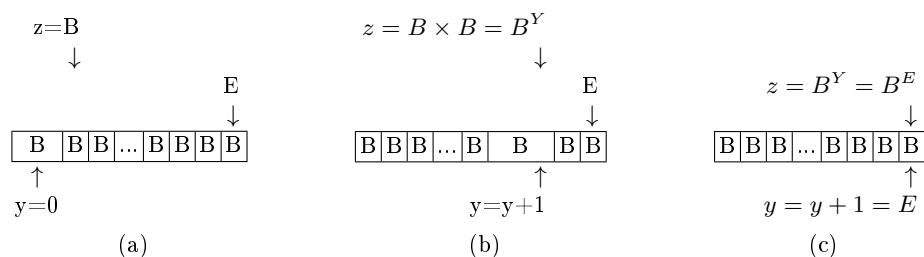 z=B
E
B B B ... B B B B
y=0
(a)
z = B × B = B^Y
E
B B B ... B B B B
y=y+1
(b)
z = B^Y = B^E
B B B ... B B B B
y = y + 1 = E
(c)